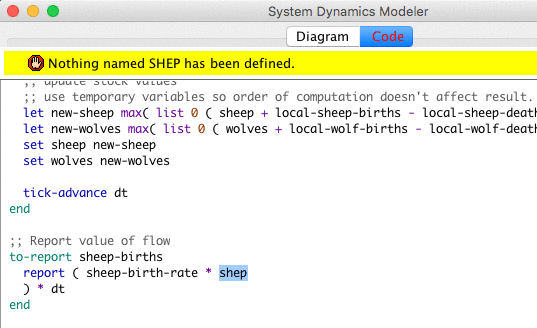 System Dynamics Modeler
Diagram Code
Nothing named SHEP has been defined.
;; update stock values
;; use temporary variables so order of computation doesn't affect result.
let new-sheep max( list 0 ( sheep + local-sheep-births - local-sheep-death
let new-wolves max( list 0 ( wolves + local-wolf-births - local-wolf-death
set sheep new-sheep
set wolves new-wolves
tick-advance dt
end
;; Report value of flow
to-report sheep-births
report ( sheep-birth-rate * shep
) * dt
end